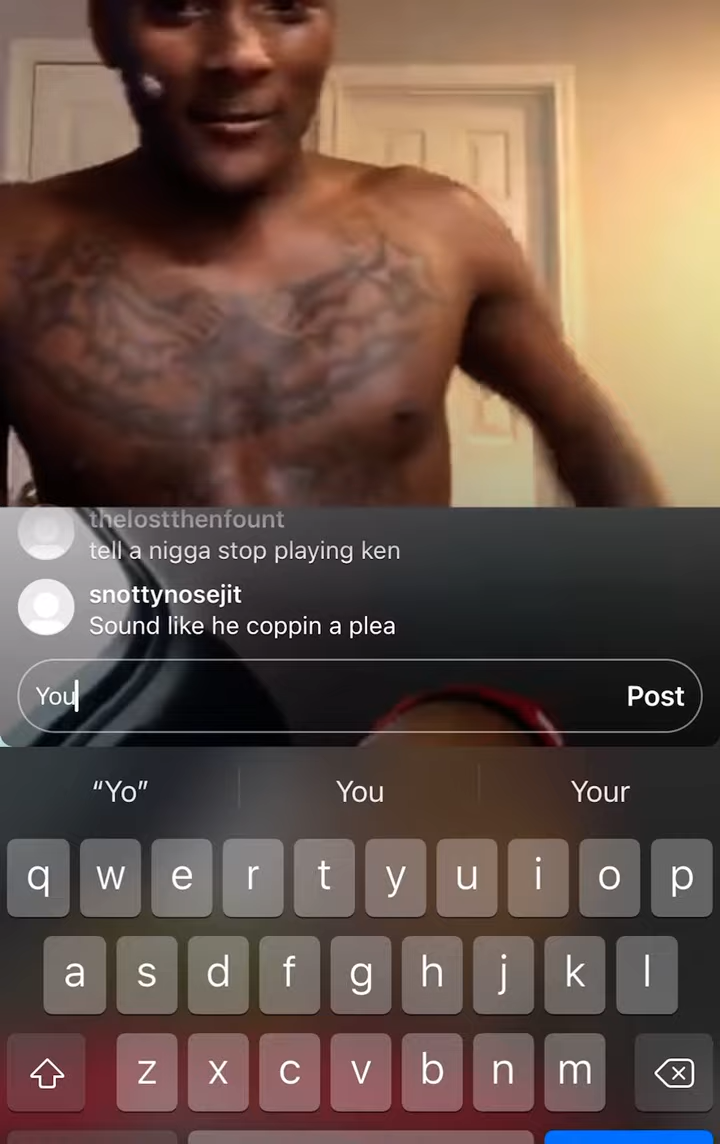 thelostthenfount
tell a nigga stop playing ken
snottynosejit
Sound like he coppin a plea
You
Post
“Yo” You Your
q w e r t y u i o p
a s d f g h j k l
z x c v b n m